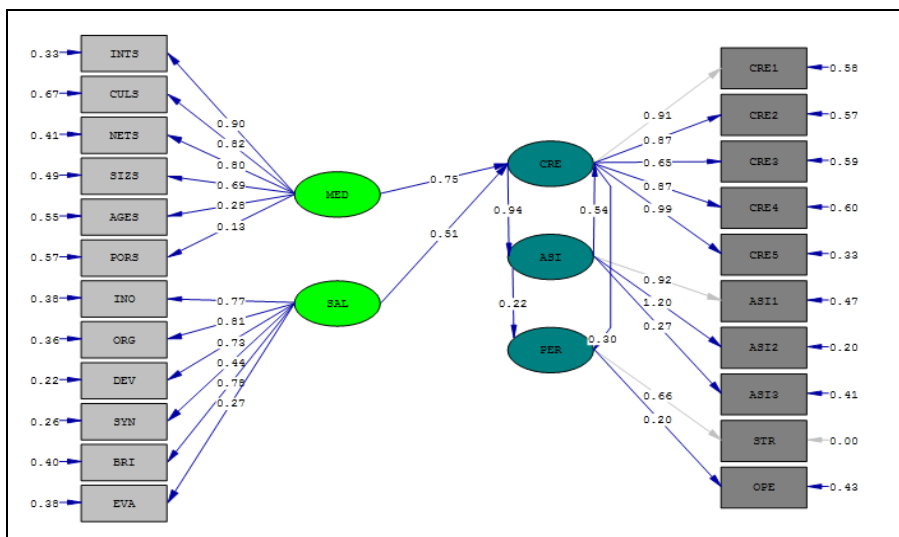 0.33 INTS
0.67 CULS
0.41 NETS
0.49 SIZS
0.55 AGES
0.57 PORS
0.38 INO
0.36 ORG
0.22 DEV
0.26 SYN
0.40 BRI
0.38 EVA
0.90
0.82
0.80
0.69
0.28
0.13
0.77
0.81
0.73
0.44
0.78
0.27
MED
SAL
0.75
0.51
CRE
0.94
0.54
ASI
0.22
PER
0.30
0.91
0.87
0.65
0.87
0.99
0.92
1.20
0.27
0.66
0.20
CRE1 0.58
CRE2 0.57
CRE3 0.59
CRE4 0.60
CRE5 0.33
ASI1 0.47
ASI2 0.20
ASI3 0.41
STR 0.00
OPE 0.43